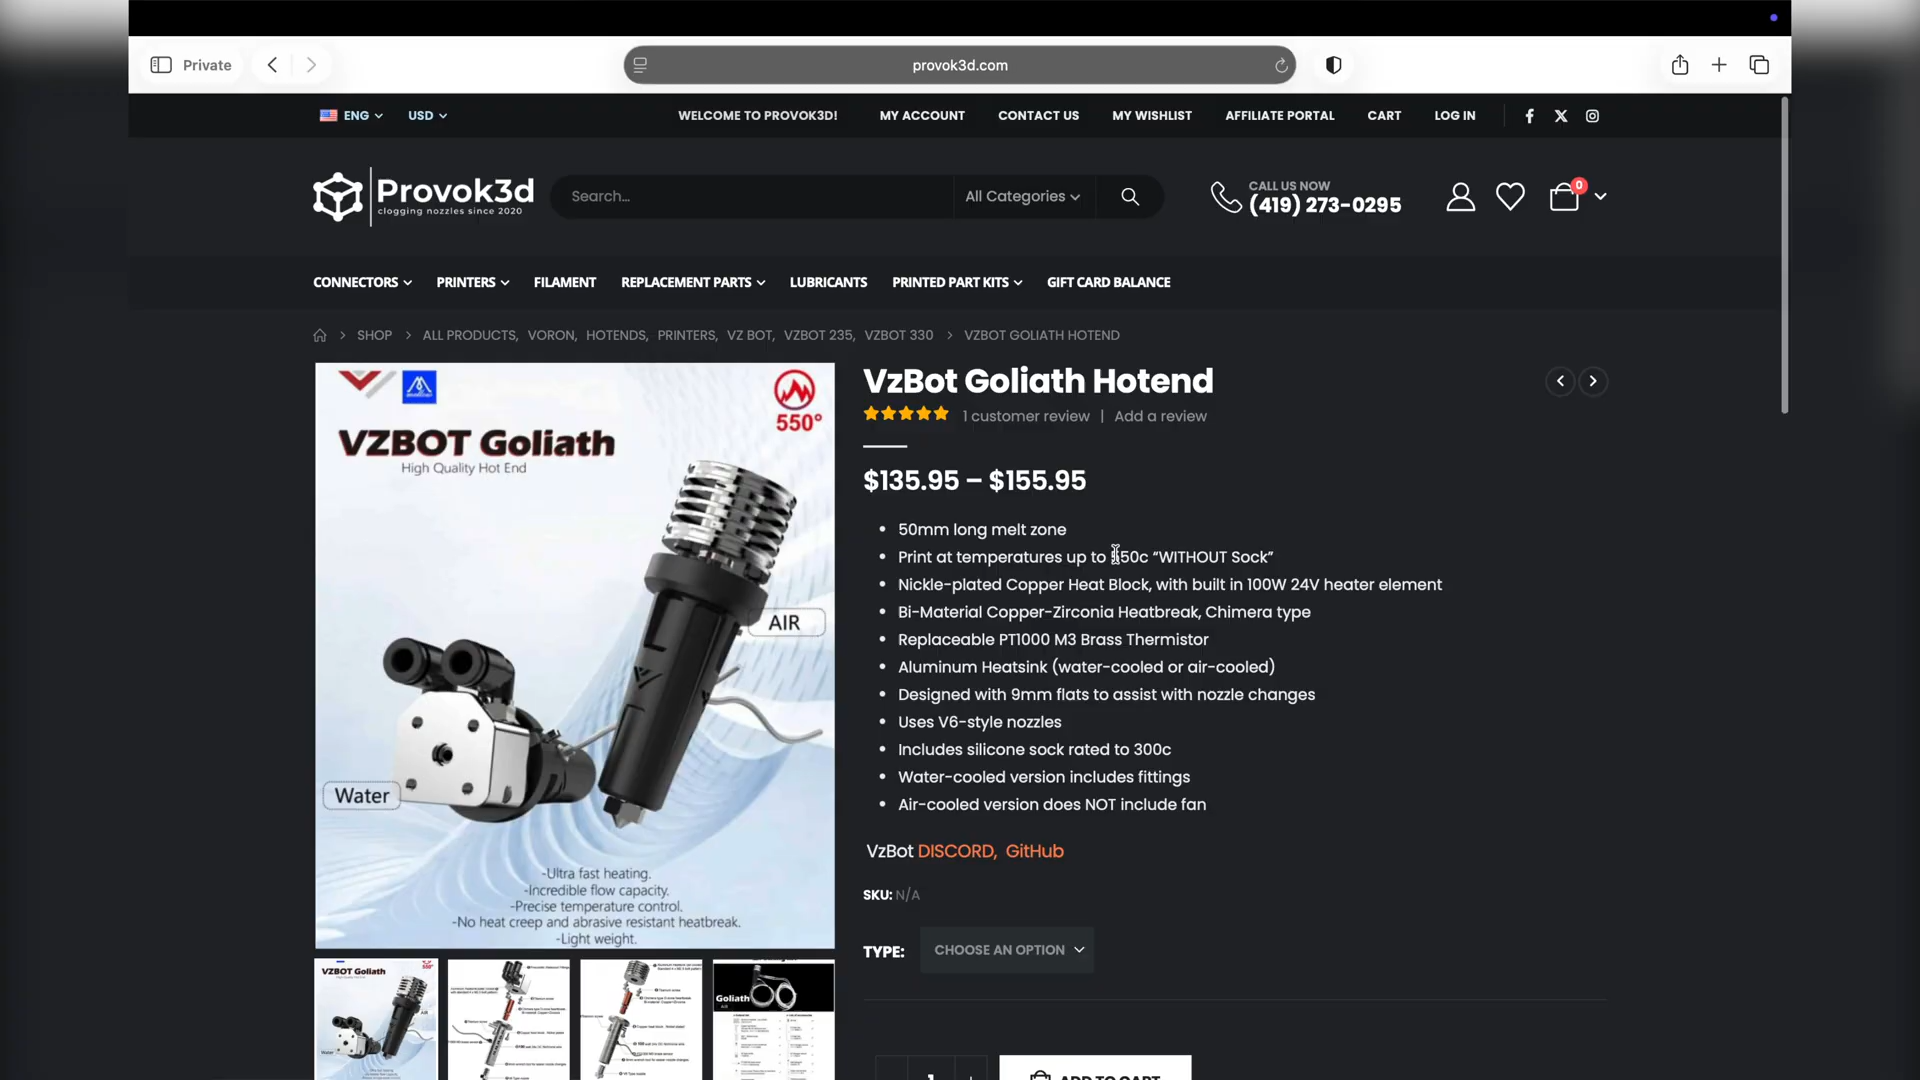 Private
provok3d.com
ENG
USD
WELCOME TO PROVOK3D!
MY ACCOUNT
CONTACT US
MY WISHLIST
AFFILIATE PORTAL
CART
LOG IN
Provok3d
clogging nozzles since 2020
Search...
All Categories
CALL US NOW
(419) 273-0295
0
CONNECTORS
PRINTERS
FILAMENT
REPLACEMENT PARTS
LUBRICANTS
PRINTED PART KITS
GIFT CARD BALANCE
SHOP > ALL PRODUCTS, VORON, HOTENDS, PRINTERS, VZ BOT, VZBOT 235, VZBOT 330 > VZBOT GOLIATH HOTEND
550°
VZBOT Goliath
High Quality Hot End
AIR
Water
-Ultra fast heating.
-Incredible flow capacity.
-Precise temperature control.
-No heat creep and abrasive resistant heatbreak.
-Light weight.
VZBOT Goliath
Goliath
VzBot Goliath Hotend
1 customer review | Add a review
$135.95 – $155.95
• 50mm long melt zone
• Print at temperatures up to 550c “WITHOUT Sock”
• Nickle-plated Copper Heat Block, with built in 100W 24V heater element
• Bi-Material Copper-Zirconia Heatbreak, Chimera type
• Replaceable PT1000 M3 Brass Thermistor
• Aluminum Heatsink (water-cooled or air-cooled)
• Designed with 9mm flats to assist with nozzle changes
• Uses V6-style nozzles
• Includes silicone sock rated to 300c
• Water-cooled version includes fittings
• Air-cooled version does NOT include fan
VzBot DISCORD, GitHub
SKU: N/A
TYPE:
CHOOSE AN OPTION
1
+
ADD TO CART